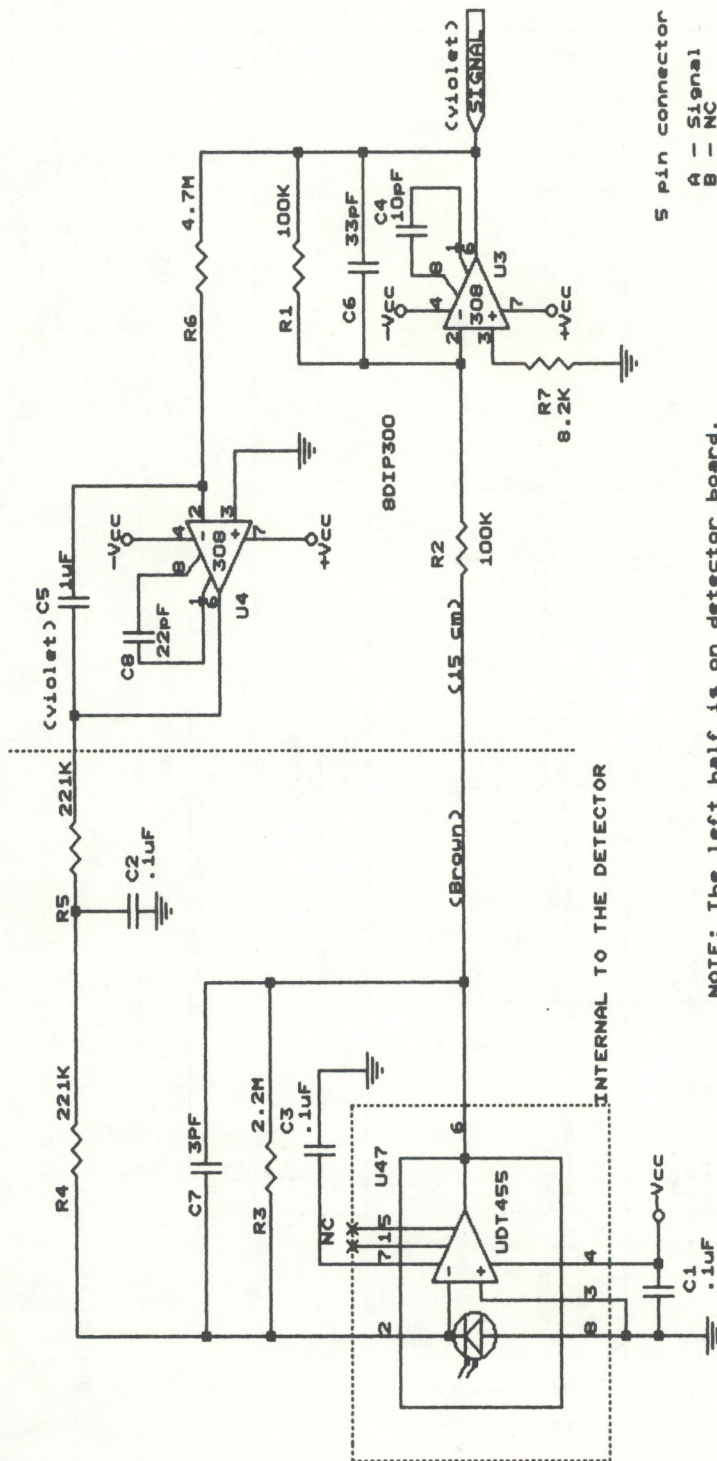 R4
221K
R5
221K
C2
.1uF
(violet)
C5
1uF
C8
22pF
-Vcc
4
8
1
6
2
3
7
308
U4
+Vcc
R6
4.7M
R1
100K
C6
33pF
C4
10pF
-Vcc
4
8
1
6
2
3
7
308
U3
+Vcc
(violet)
SIGNAL
R7
8.2K
8DIP300
R2
100K
(15 cm)
(Brown)
C7
3PF
R3
2.2M
C3
.1uF
NC
7
1
5
U47
UDT455
6
2
8
3
4
-Vcc
C1
.1uF
INTERNAL TO THE DETECTOR
NOTE: The left half is on detector board.
5 pin connector
A - Signal
B - NC